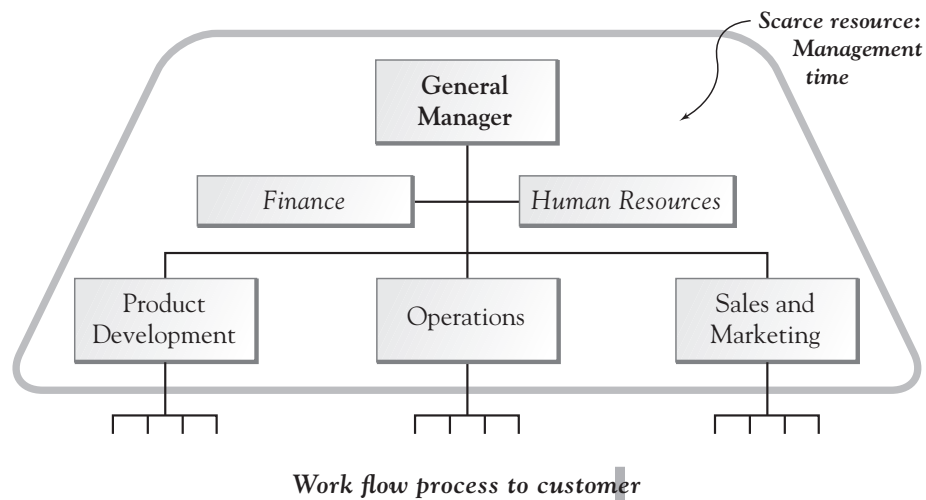 Scarce resource:
Management
time
General
Manager
Finance
Human Resources
Product
Development
Operations
Sales and
Marketing
Work flow process to customer